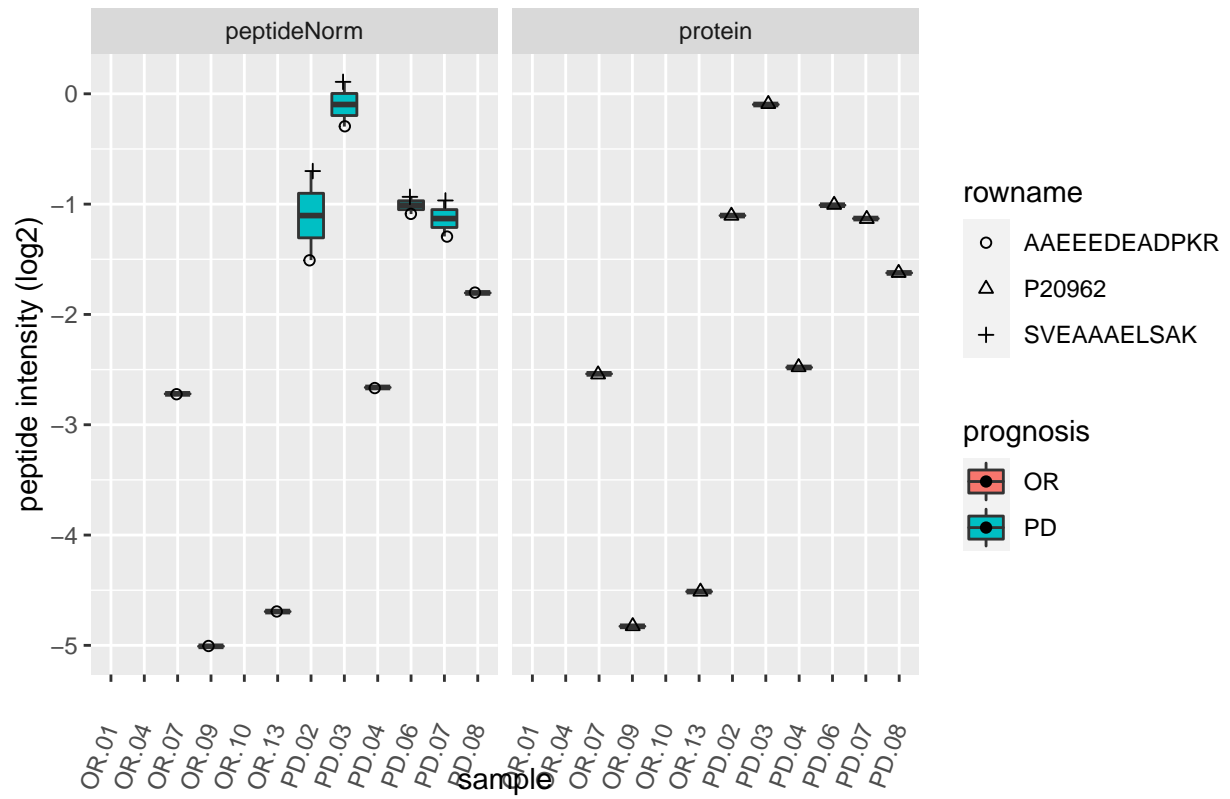 peptideNorm
protein
peptide intensity (log2)
0
−1
−2
−3
−4
−5
OR.01
OR.04
OR.07
OR.09
OR.10
OR.13
PD.02
PD.03
PD.04
PD.06
PD.07
PD.08
OR.01
OR.04
OR.07
OR.09
OR.10
OR.13
PD.02
PD.03
PD.04
PD.06
PD.07
PD.08
sample
rowname
AAEEEDEADPKR
P20962
SVEAAAELSAK
prognosis
OR
PD